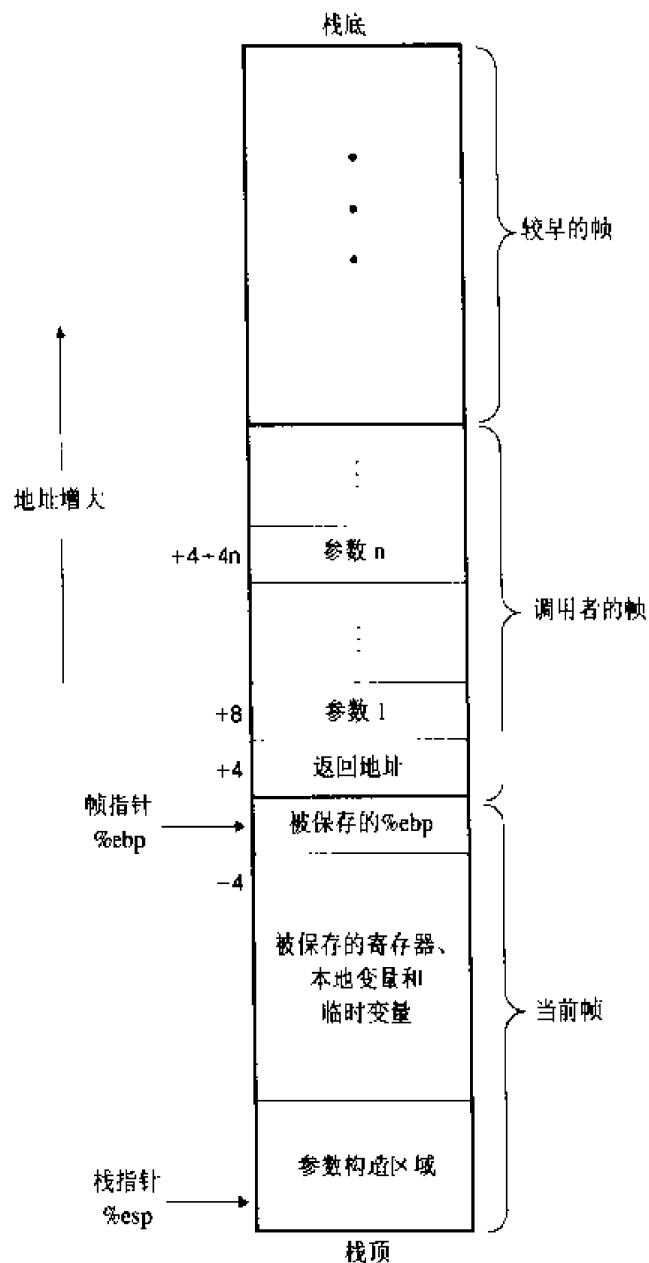 栈底
较早的帧
地址增大
+4+4n
参数 n
调用者的帧
+8
参数 1
+4
返回地址
帧指针
%ebp
被保存的%ebp
-4
被保存的寄存器、
本地变量和
临时变量
当前帧
参数构造区域
栈指针
%esp
栈顶